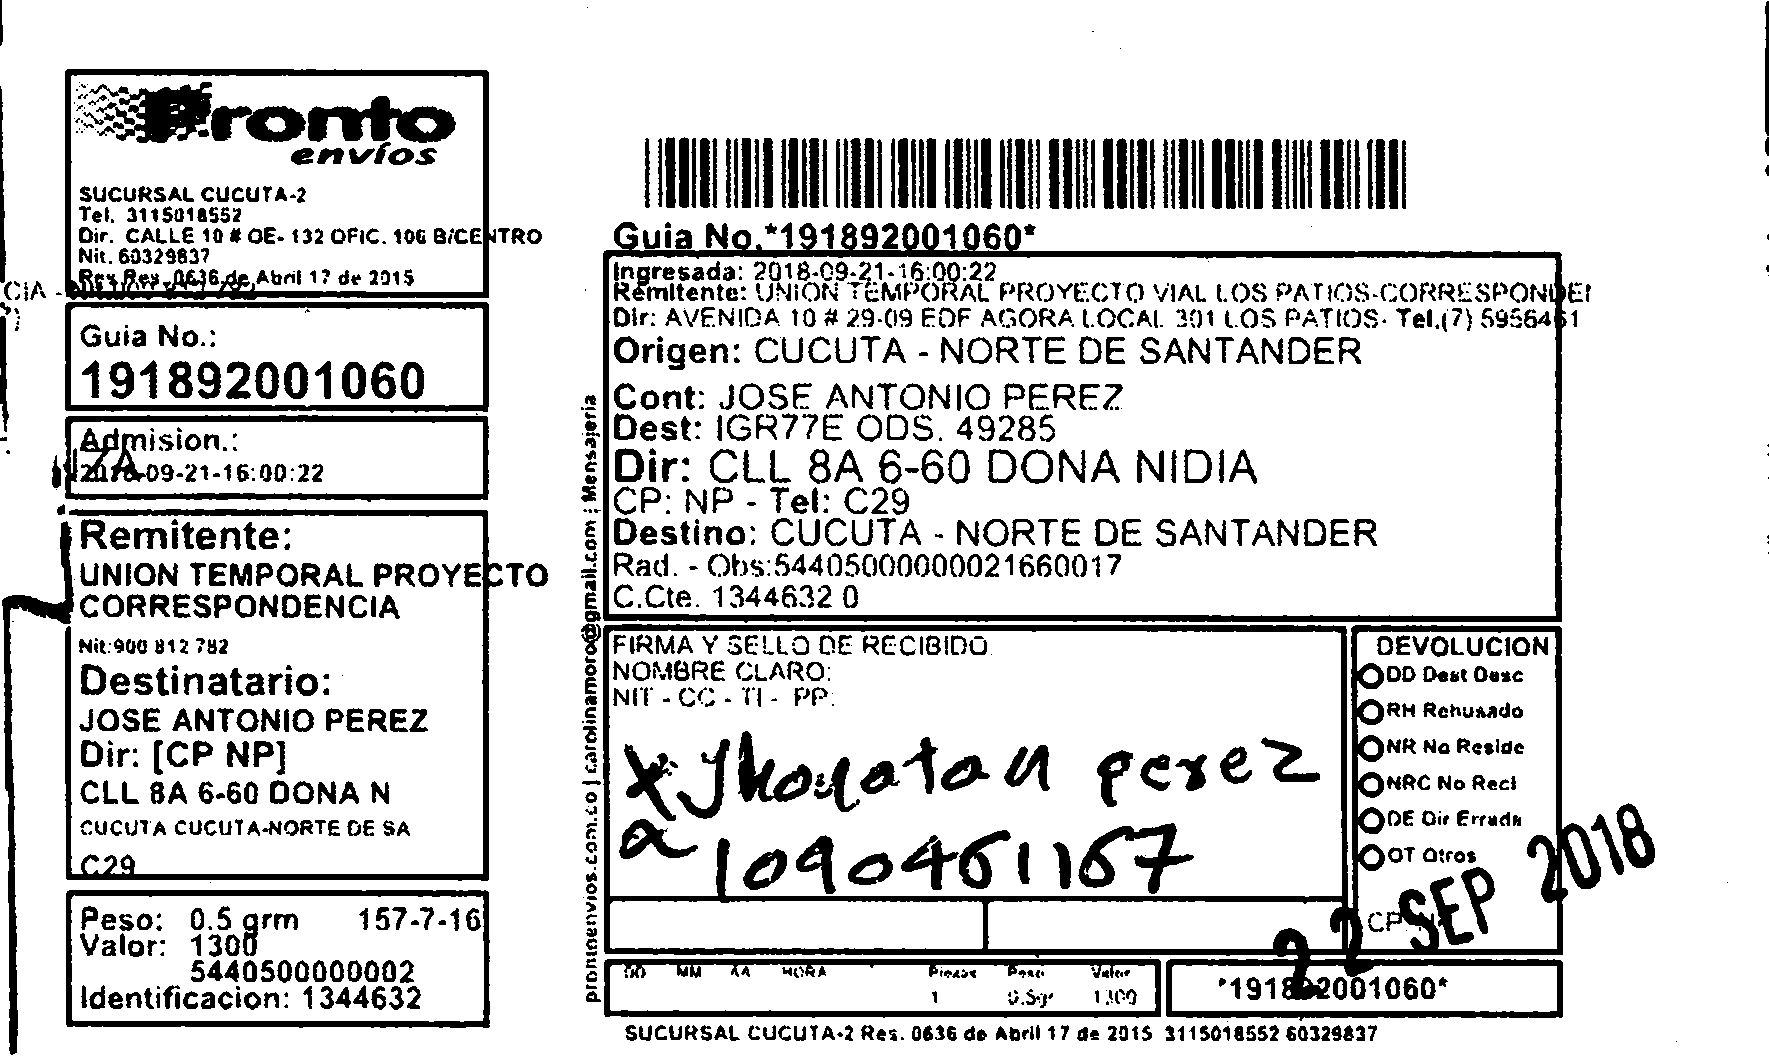 Pronto
envíos
SUCURSAL CUCUTA-2
Tel. 3115018552
Dir. CALLE 10 # OE- 132 OFIC. 106 B/CENTRO
Nit. 60329837
Res Res. 0636 de Abril 17 de 2015
CIA -
Guia No.:
191892001060
Admision.:
2018-09-21-16:00:22
Remitente:
UNION TEMPORAL PROYECTO
CORRESPONDENCIA
Nit:900 812 782
Destinatario:
JOSE ANTONIO PEREZ
Dir: [CP NP]
CLL 8A 6-60 DONA N
CUCUTA CUCUTA-NORTE DE SA
C29
Peso: 0.5 grm 157-7-16
Valor: 1300
5440500000002
Identificacion: 1344632
prontoenvios.com.co | carolinamoro@gmail.com | Mensajeria
Guia No.*191892001060*
Ingresada: 2018-09-21-16:00:22
Remitente: UNION TEMPORAL PROYECTO VIAL LOS PATIOS-CORRESPONDEN
Dir: AVENIDA 10 # 29-09 EDF AGORA LOCAL 301 LOS PATIOS- Tel.(7) 5956461
Origen: CUCUTA - NORTE DE SANTANDER
Cont: JOSE ANTONIO PEREZ
Dest: IGR77E ODS. 49285
Dir: CLL 8A 6-60 DONA NIDIA
CP: NP - Tel: C29
Destino: CUCUTA - NORTE DE SANTANDER
Rad. - Obs:54405000000021660017
C.Cte. 1344632 0
FIRMA Y SELLO DE RECIBIDO
NOMBRE CLARO:
NIT - CC - TI - PP:
x Jhonatan perez
1090461167
DEVOLUCION
DD Dest Desc
RH Rehusado
NR No Reside
NRC No Recl
DE Dir Errada
OT Otros
CP:
22 SEP 2018
DD MM AA HORA Piezas Peso Valor
1 0.5gr 1300
*191892001060*
SUCURSAL CUCUTA-2 Res. 0636 de Abril 17 de 2015 3115018552 60329837